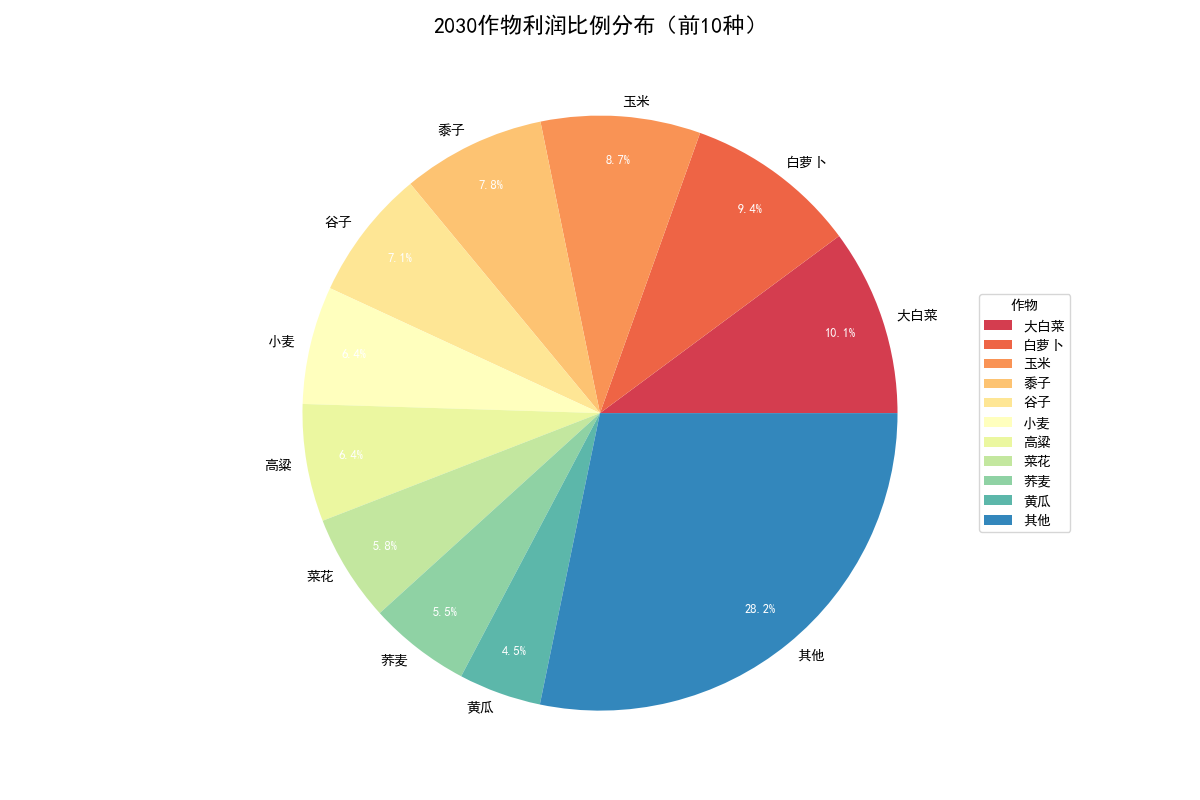 2030作物利润比例分布（前10种）
玉米
黍子
白萝卜
谷子
小麦
大白菜
高粱
菜花
荞麦
黄瓜
其他
8.7%
7.8%
9.4%
7.1%
10.1%
6.4%
5.8%
5.5%
4.5%
28.2%
作物
大白菜
白萝卜
玉米
黍子
谷子
小麦
高粱
菜花
荞麦
黄瓜
其他